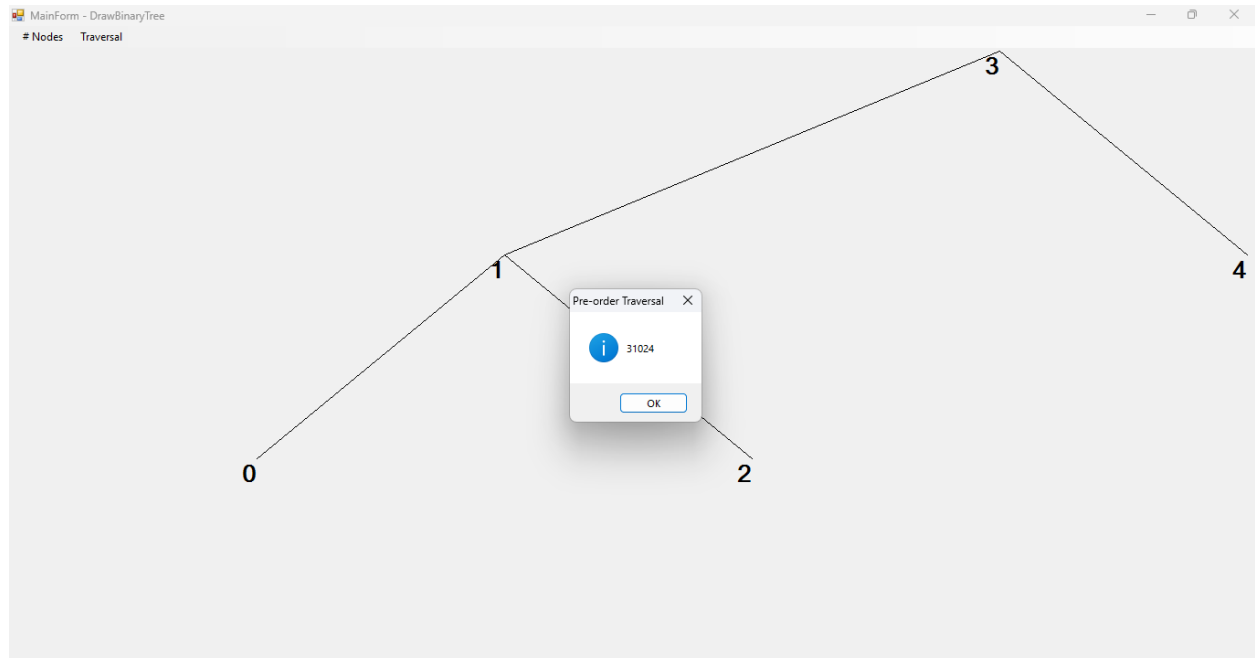 MainForm - DrawBinaryTree
# Nodes Traversal
3
1
4
Pre-order Traversal
31024
OK
0
2